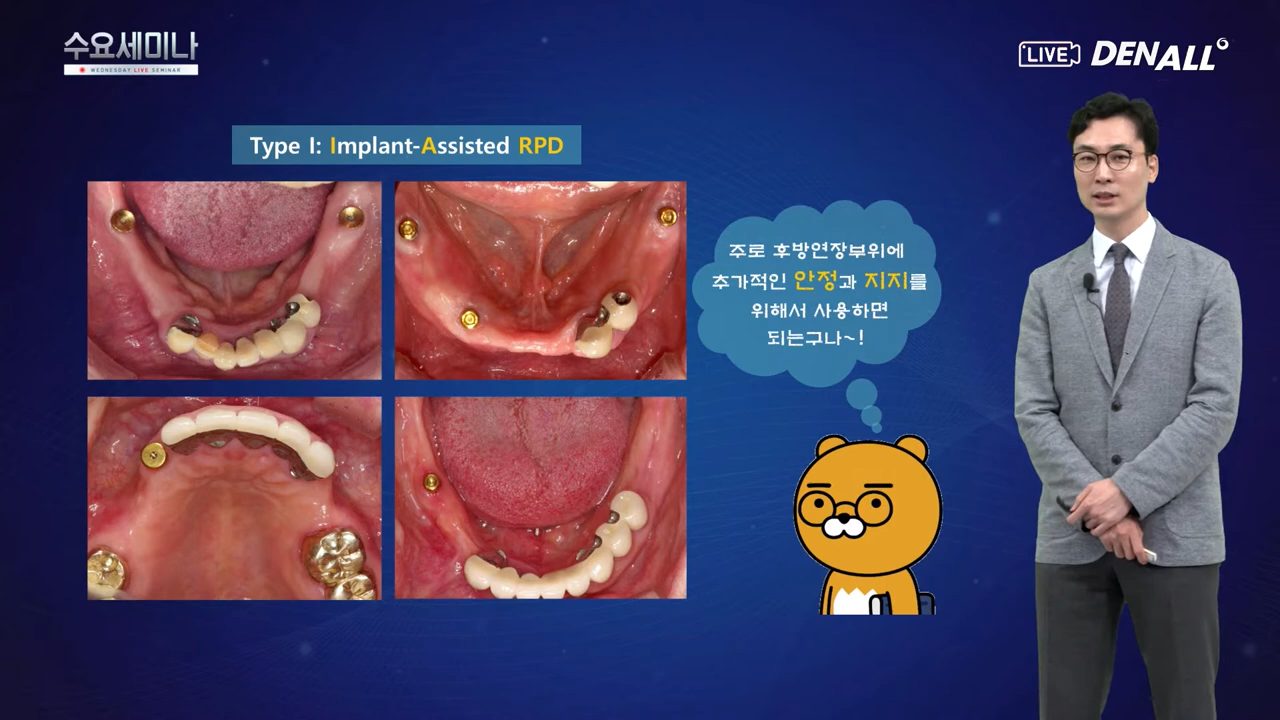 수요세미나
WEDNESDAY LIVE SEMINAR
LIVE DENALL
Type I: Implant-Assisted RPD
주로 후방연장부위에
추가적인 안정과 지지를
위해서 사용하면
되는구나~!